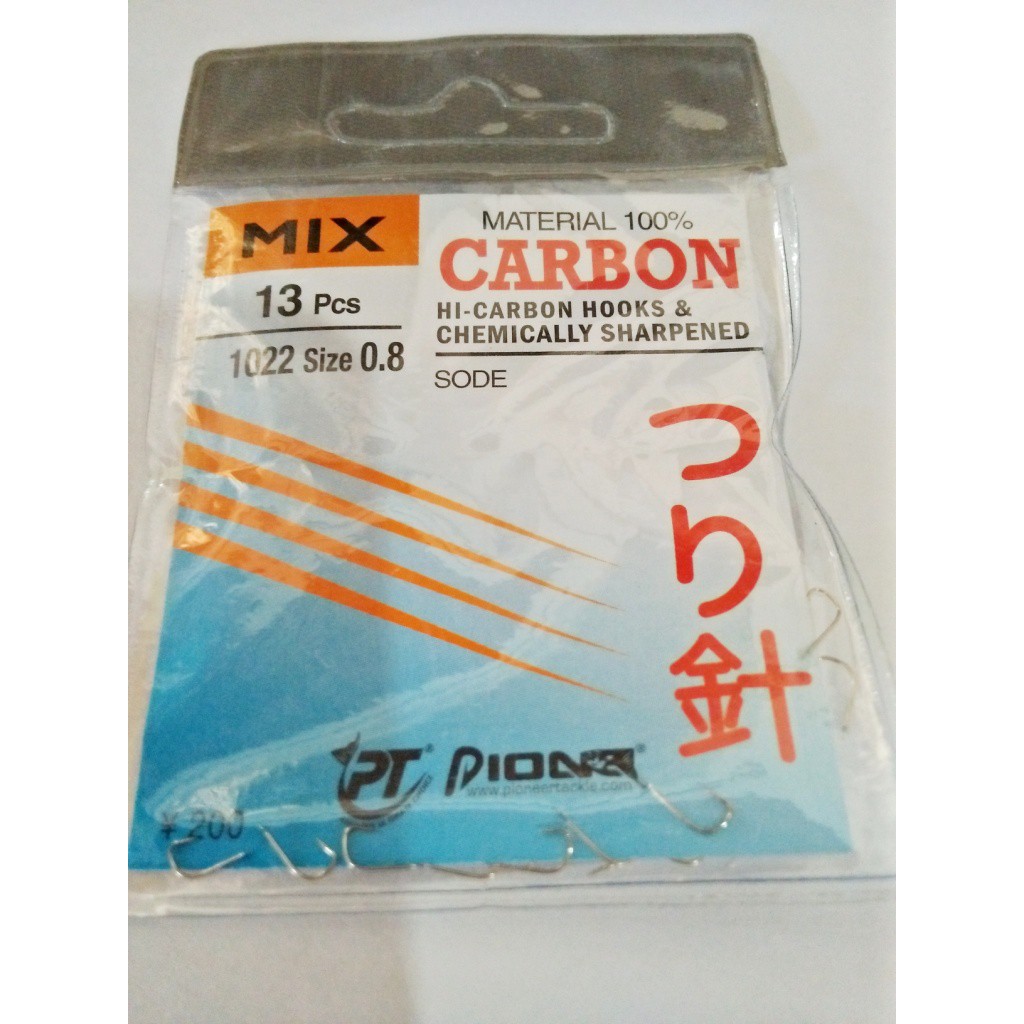 MIX
13 Pcs
1022 Size 0.8
MATERIAL 100%
CARBON
HI-CARBON HOOKS &
CHEMICALLY SHARPENED
SODE
つり針
PT
www.pioneertackle.com
¥ 200